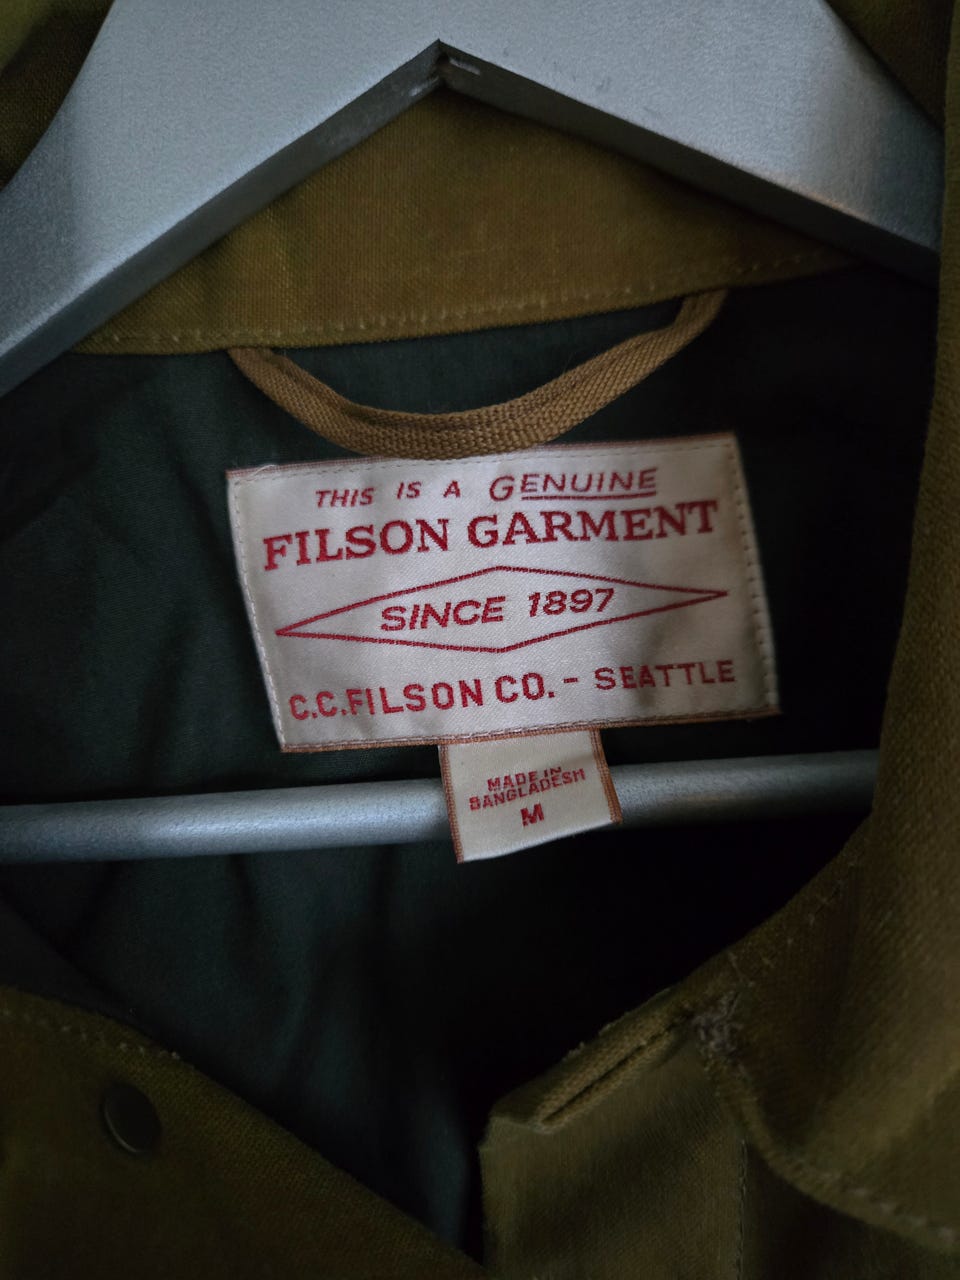 THIS IS A GENUINE
FILSON GARMENT
SINCE 1897
C.C.FILSON CO. - SEATTLE
MADE IN
BANGLADESH
M